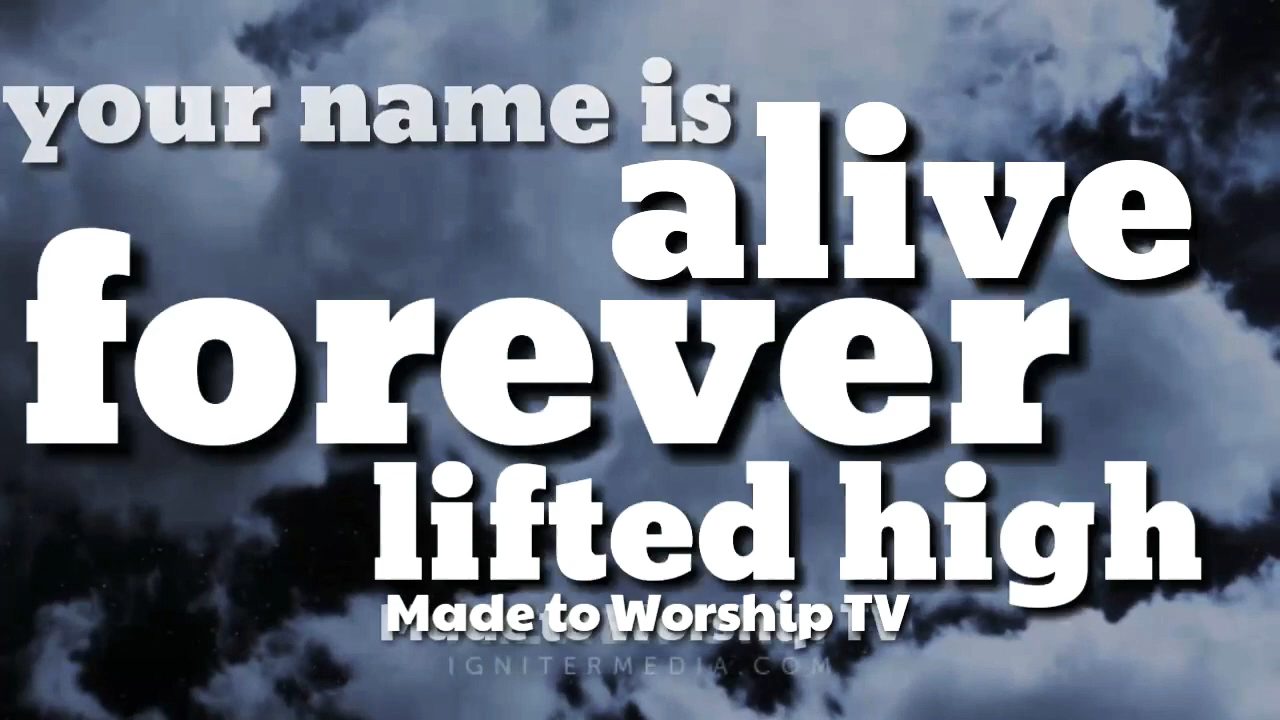 your name is
alive
forever
lifted high
Made to Worship TV
IGNITERMEDIA.COM